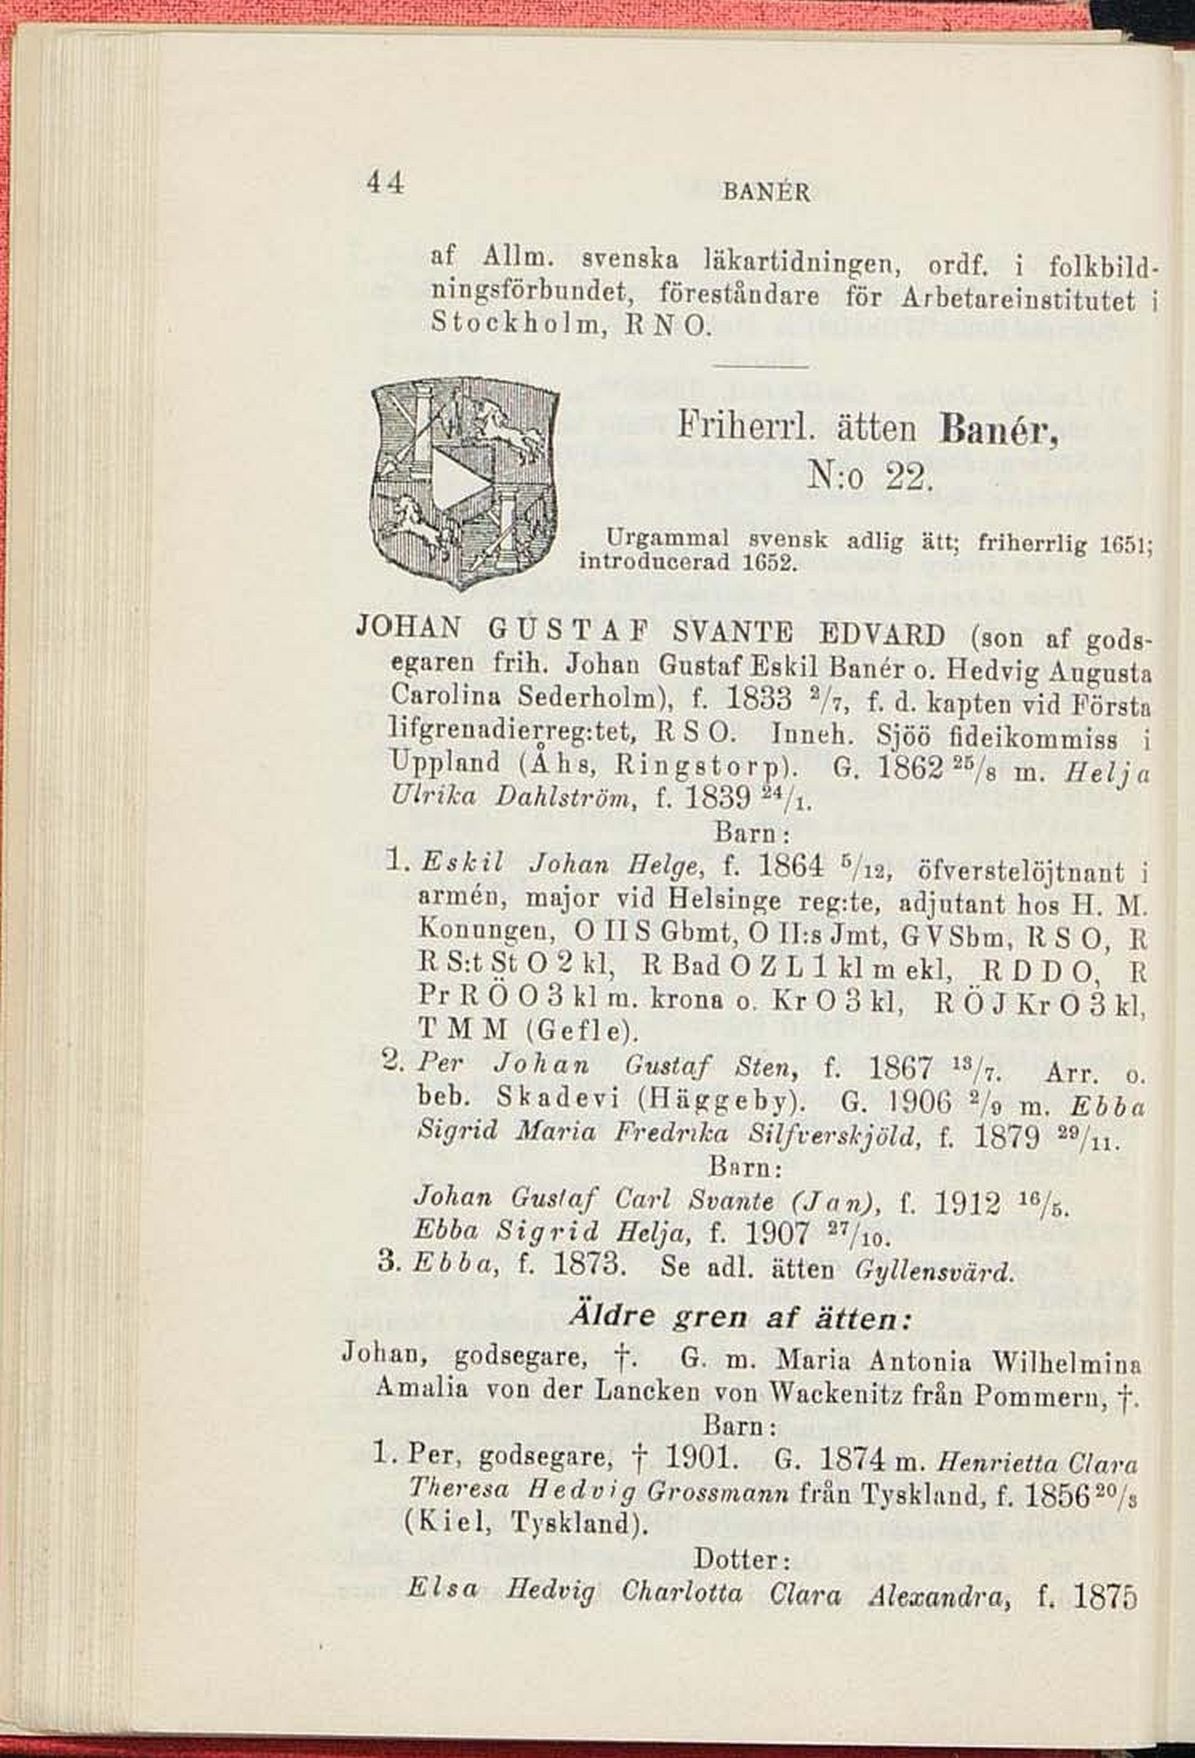 44
BANÉR
af Allm. svenska läkartidningen, ordf. i folkbild-
ningsförbundet, föreståndare för Arbetareinstitutet i
Stockholm, R N O.
Friherrl. ätten Banér,
N:o 22.
Urgammal svensk adlig ätt; friherrlig 1651;
introducerad 1652.
JOHAN GUSTAF SVANTE EDVARD (son af gods-
egaren frih. Johan Gustaf Eskil Banér o. Hedvig Augusta
Carolina Sederholm), f. 1833 2/7, f. d. kapten vid Första
lifgrenadierreg:tet, R S O. Inneh. Sjöö fideikommiss i
Uppland (Åhs, Ringstorp). G. 1862 25/8 m. Helja
Ulrika Dahlström, f. 1839 24/1.
Barn:
1. Eskil Johan Helge, f. 1864 5/12, öfverstelöjtnant i
armén, major vid Helsinge reg:te, adjutant hos H. M.
Konungen, O II S Gbmt, O II:s Jmt, G V Sbm, R S O, R
R S:t St O 2 kl, R Bad O Z L 1 kl m ekl, R D D O, R
Pr R Ö O 3 kl m. krona o. Kr O 3 kl, R Ö J Kr O 3 kl,
T M M (Gefle).
2. Per Johan Gustaf Sten, f. 1867 13/7. Arr. o.
beb. Skadevi (Häggeby). G. 1906 2/9 m. Ebba
Sigrid Maria Fredrika Silfverskjöld, f. 1879 29/11.
Barn:
Johan Gustaf Carl Svante (Jan), f. 1912 16/5.
Ebba Sigrid Helja, f. 1907 27/10.
3. Ebba, f. 1873. Se adl. ätten Gyllensvärd.
Äldre gren af ätten:
Johan, godsegare, †. G. m. Maria Antonia Wilhelmina
Amalia von der Lancken von Wackenitz från Pommern, †.
Barn:
1. Per, godsegare, † 1901. G. 1874 m. Henrietta Clara
Theresa Hedvig Grossmann från Tyskland, f. 1856 20/3
(Kiel, Tyskland).
Dotter:
Elsa Hedvig Charlotta Clara Alexandra, f. 1875